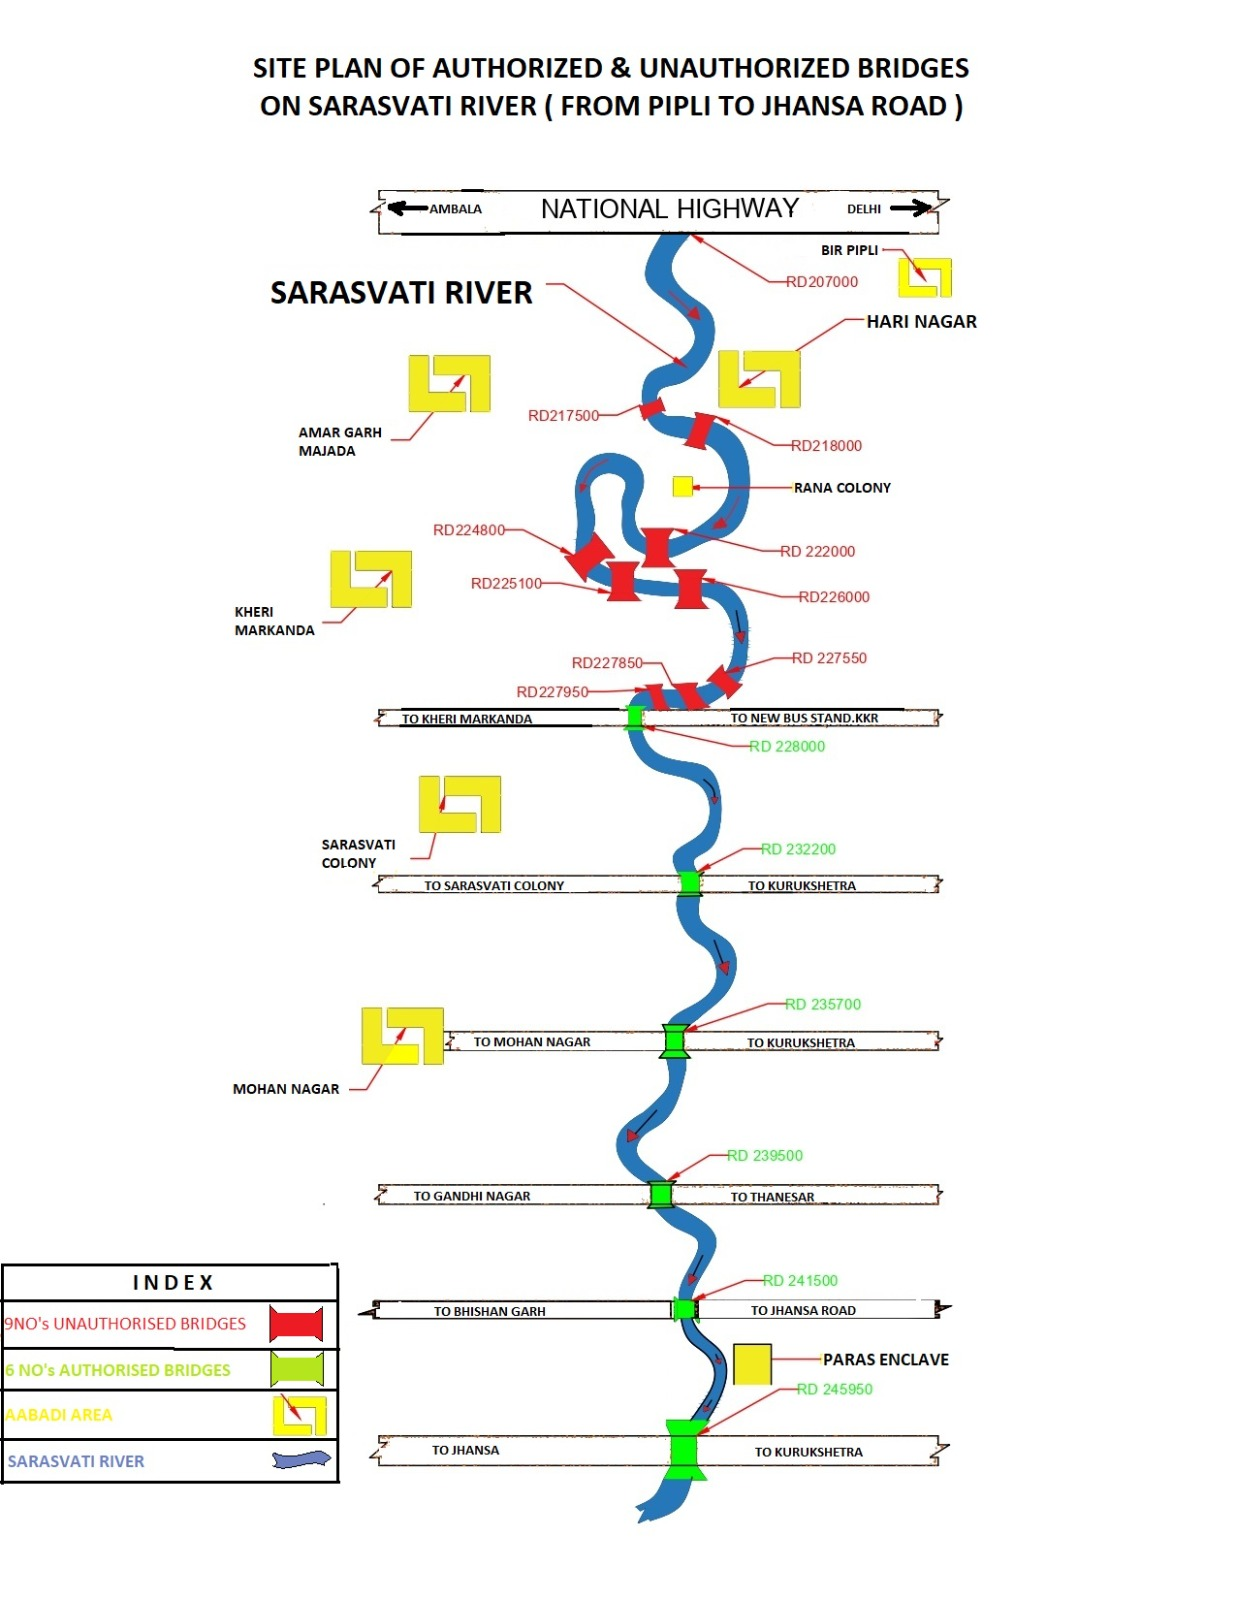 SITE PLAN OF AUTHORIZED & UNAUTHORIZED BRIDGES
ON SARASVATI RIVER ( FROM PIPLI TO JHANSA ROAD )
AMBALA
NATIONAL HIGHWAY
DELHI
BIR PIPLI
RD207000
SARASVATI RIVER
HARI NAGAR
RD217500
AMAR GARH
MAJADA
RD218000
RANA COLONY
RD224800
RD 222000
RD225100
RD226000
KHERI
MARKANDA
RD227850
RD 227550
RD227950
TO KHERI MARKANDA
TO NEW BUS STAND.KKR
RD 228000
SARASVATI
COLONY
RD 232200
TO SARASVATI COLONY
TO KURUKSHETRA
RD 235700
TO MOHAN NAGAR
TO KURUKSHETRA
MOHAN NAGAR
RD 239500
TO GANDHI NAGAR
TO THANESAR
RD 241500
TO BHISHAN GARH
TO JHANSA ROAD
PARAS ENCLAVE
RD 245950
TO JHANSA
TO KURUKSHETRA
INDEX
9NO's UNAUTHORISED BRIDGES
6 NO's AUTHORISED BRIDGES
AABADI AREA
SARASVATI RIVER